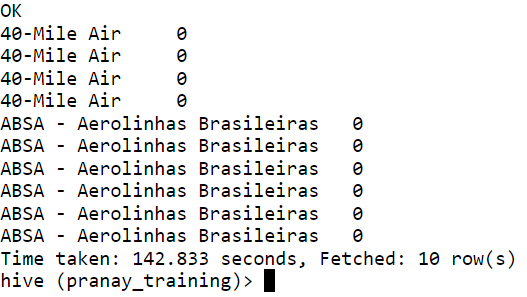 OK
40-Mile Air	0
40-Mile Air	0
40-Mile Air	0
40-Mile Air	0
ABSA - Aerolinhas Brasileiras	0
ABSA - Aerolinhas Brasileiras	0
ABSA - Aerolinhas Brasileiras	0
ABSA - Aerolinhas Brasileiras	0
ABSA - Aerolinhas Brasileiras	0
ABSA - Aerolinhas Brasileiras	0
Time taken: 142.833 seconds, Fetched: 10 row(s)
hive (pranay_training)>